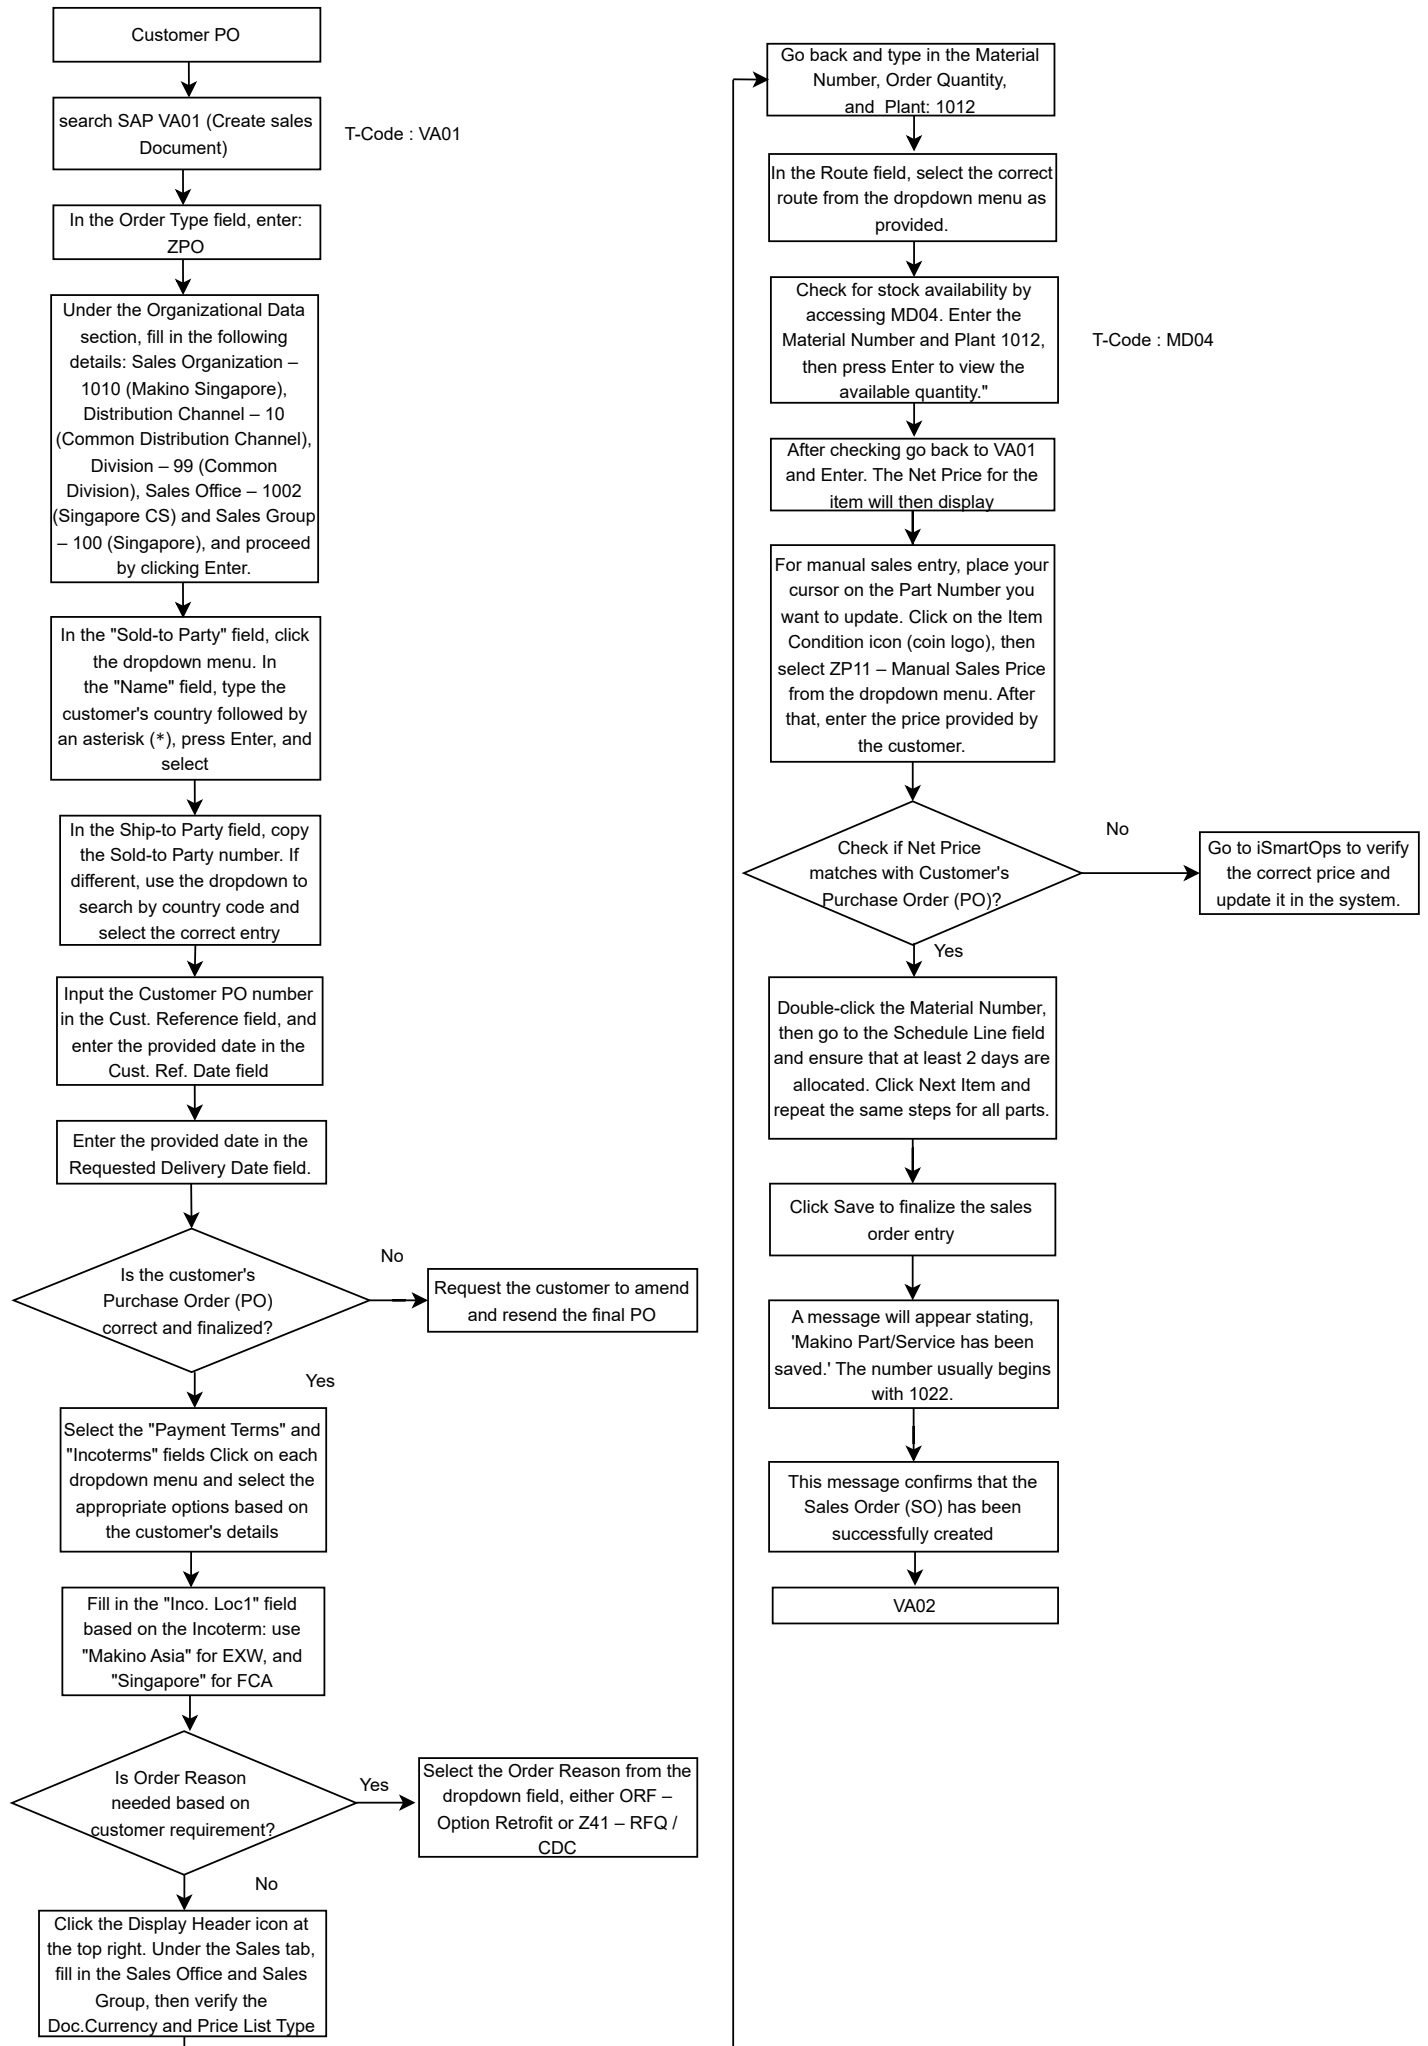 Customer PO
search SAP VA01 (Create sales
Document)
T-Code : VA01
In the Order Type field, enter:
ZPO
Under the Organizational Data
section, fill in the following
details: Sales Organization –
1010 (Makino Singapore),
Distribution Channel – 10
(Common Distribution Channel),
Division – 99 (Common
Division), Sales Office – 1002
(Singapore CS) and Sales Group
– 100 (Singapore), and proceed
by clicking Enter.
In the "Sold-to Party" field, click
the dropdown menu. In
the "Name" field, type the
customer's country followed by
an asterisk (*), press Enter, and
select
In the Ship-to Party field, copy
the Sold-to Party number. If
different, use the dropdown to
search by country code and
select the correct entry
Input the Customer PO number
in the Cust. Reference field, and
enter the provided date in the
Cust. Ref. Date field
Enter the provided date in the
Requested Delivery Date field.
Is the customer's
Purchase Order (PO)
correct and finalized?
No
Request the customer to amend
and resend the final PO
Yes
Select the "Payment Terms" and
"Incoterms" fields Click on each
dropdown menu and select the
appropriate options based on
the customer's details
Fill in the "Inco. Loc1" field
based on the Incoterm: use
"Makino Asia" for EXW, and
"Singapore" for FCA
Is Order Reason
needed based on
customer requirement?
Yes
Select the Order Reason from the
dropdown field, either ORF –
Option Retrofit or Z41 – RFQ /
CDC
No
Click the Display Header icon at
the top right. Under the Sales tab,
fill in the Sales Office and Sales
Group, then verify the
Doc.Currency and Price List Type
Go back and type in the Material
Number, Order Quantity,
and  Plant: 1012
In the Route field, select the correct
route from the dropdown menu as
provided.
Check for stock availability by
accessing MD04. Enter the
Material Number and Plant 1012,
then press Enter to view the
available quantity."
T-Code : MD04
After checking go back to VA01
and Enter. The Net Price for the
item will then display
For manual sales entry, place your
cursor on the Part Number you
want to update. Click on the Item
Condition icon (coin logo), then
select ZP11 – Manual Sales Price
from the dropdown menu. After
that, enter the price provided by
the customer.
Check if Net Price
matches with Customer's
Purchase Order (PO)?
No
Go to iSmartOps to verify
the correct price and
update it in the system.
Yes
Double-click the Material Number,
then go to the Schedule Line field
and ensure that at least 2 days are
allocated. Click Next Item and
repeat the same steps for all parts.
Click Save to finalize the sales
order entry
A message will appear stating,
'Makino Part/Service has been
saved.' The number usually begins
with 1022.
This message confirms that the
Sales Order (SO) has been
successfully created
VA02